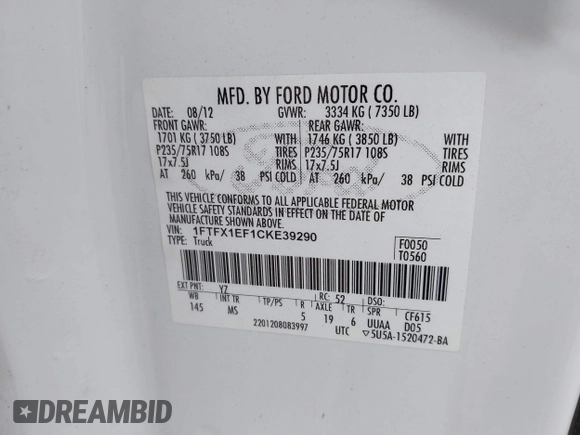 MFD. BY FORD MOTOR CO.
DATE: 08/12 GVWR: 3334 KG ( 7350 LB)
FRONT GAWR: REAR GAWR:
1701 KG ( 3750 LB) WITH 1746 KG ( 3850 LB) WITH
P235/75R17 108S TIRES P235/75R17 108S TIRES
17x7.5J RIMS 17x7.5J RIMS
AT 260 kPa/ 38 PSI COLD AT 260 kPa/ 38 PSI COLD
THIS VEHICLE CONFORMS TO ALL APPLICABLE FEDERAL MOTOR
VEHICLE SAFETY STANDARDS IN EFFECT ON THE DATE OF
MANUFACTURE SHOWN ABOVE.
VIN: 1FTFX1EF1CKE39290 F0050
TYPE: Truck T0560
EXT PNT: YZ RC: 52 DSO:
WB INT TR TP/PS R AXLE TR SPR CF615
145 MS 5 19 6 UUAA D05
2201208083997 UTC 5U5A-1520472-BA
DREAMBID